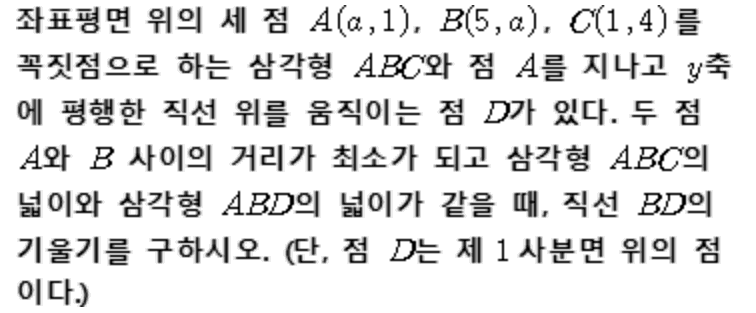 좌표평면 위의 세 점 A(a,1), B(5,a), C(1,4)를
꼭짓점으로 하는 삼각형 ABC와 점 A를 지나고 y축
에 평행한 직선 위를 움직이는 점 D가 있다. 두 점
A와 B 사이의 거리가 최소가 되고 삼각형 ABC의
넓이와 삼각형 ABD의 넓이가 같을 때, 직선 BD의
기울기를 구하시오. (단, 점 D는 제 1 사분면 위의 점
이다.)